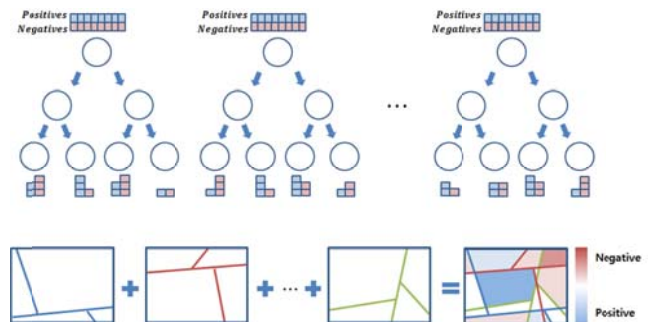 Positives
Negatives
Positives
Negatives
...
Positives
Negatives
+
+
...
+
=
Negative
Positive